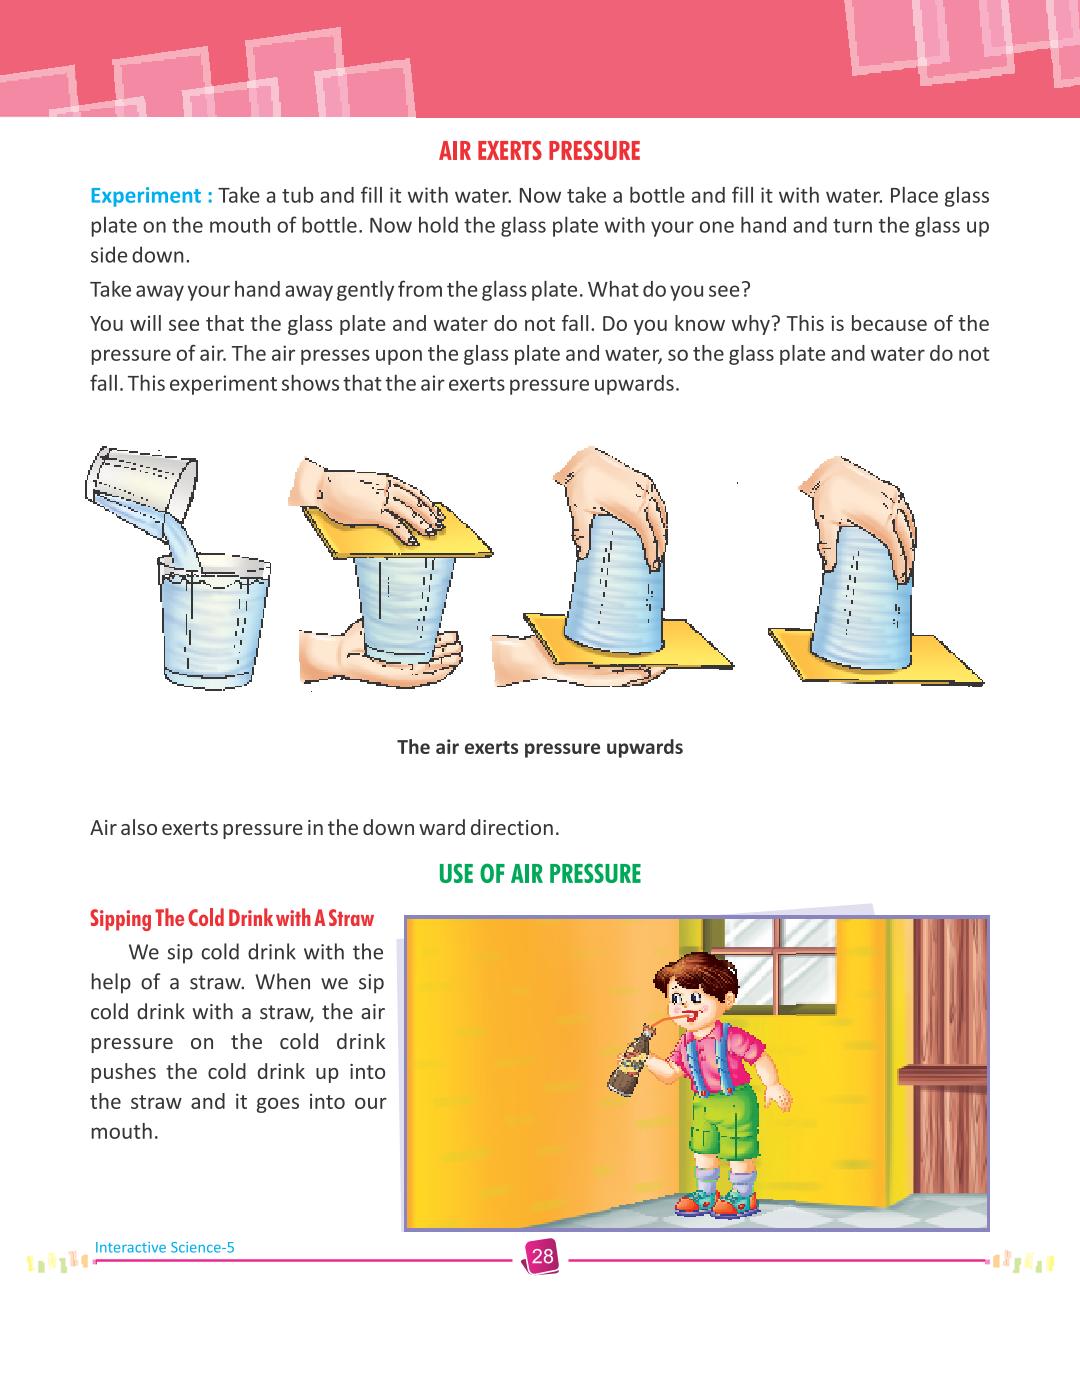 AIR EXERTS PRESSURE
Experiment : Take a tub and fill it with water. Now take a bottle and fill it with water. Place glass
plate on the mouth of bottle. Now hold the glass plate with your one hand and turn the glass up
side down.
Take away your hand away gently from the glass plate. What do you see?
You will see that the glass plate and water do not fall. Do you know why? This is because of the
pressure of air. The air presses upon the glass plate and water, so the glass plate and water do not
fall. This experiment shows that the air exerts pressure upwards.
The air exerts pressure upwards
Air also exerts pressure in the down ward direction.
USE OF AIR PRESSURE
Sipping The Cold Drink with A Straw
We sip cold drink with the
help of a straw. When we sip
cold drink with a straw, the air
pressure on the cold drink
pushes the cold drink up into
the straw and it goes into our
mouth.
Interactive Science-5
28